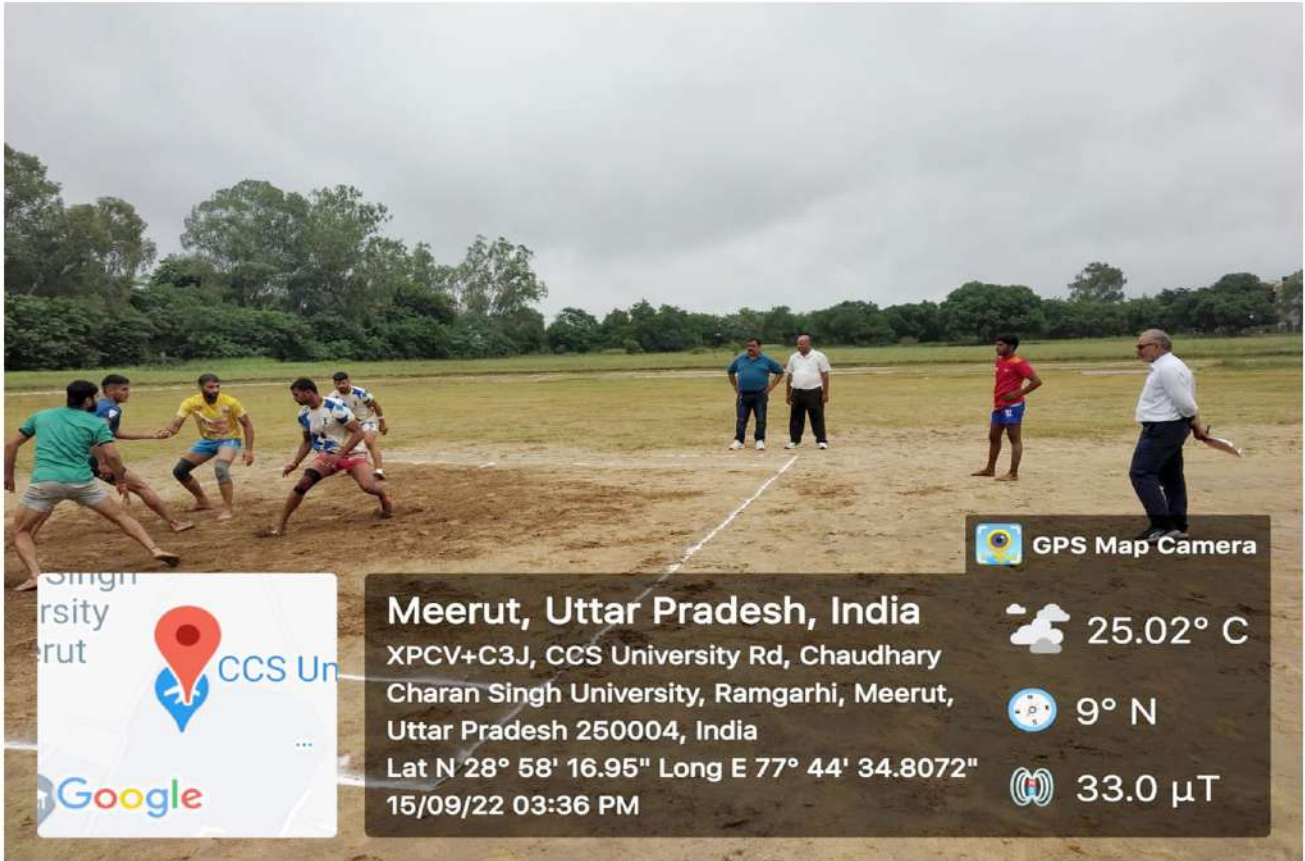 GPS Map Camera
rsity
rut
CCS Un
Google
Meerut, Uttar Pradesh, India
XPCV+C3J, CCS University Rd, Chaudhary
Charan Singh University, Ramgarhi, Meerut,
Uttar Pradesh 250004, India
Lat N 28° 58' 16.95" Long E 77° 44' 34.8072"
15/09/22 03:36 PM
25.02° C
9° N
33.0 µT